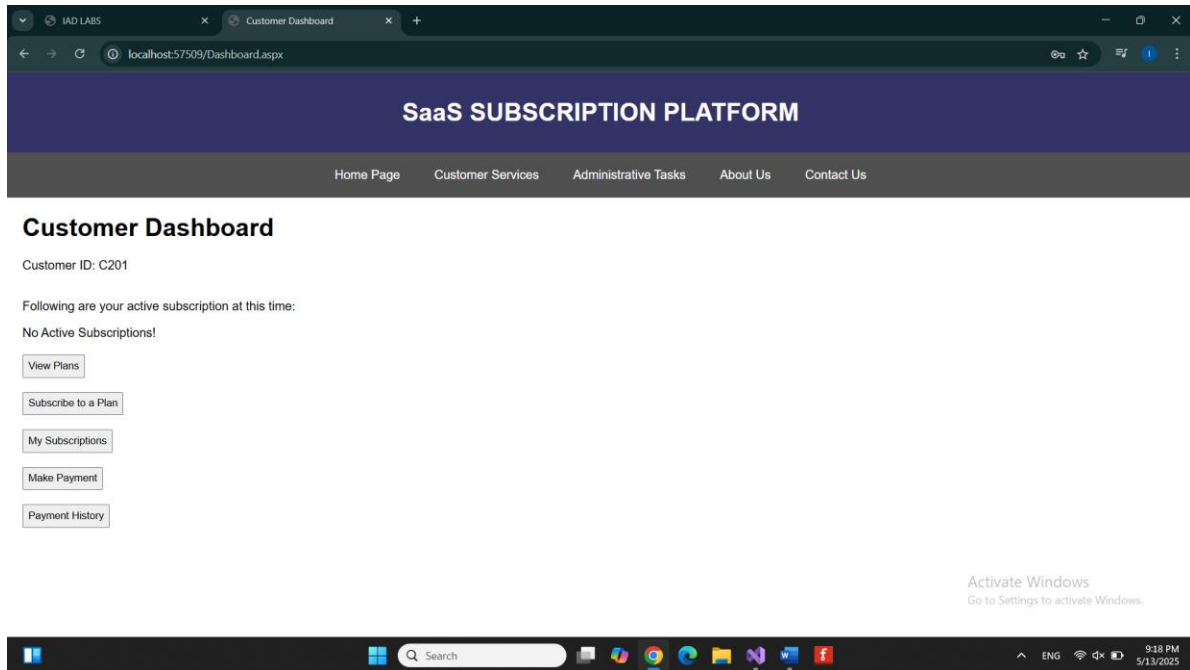 IAD LABS
Customer Dashboard
localhost:57509/Dashboard.aspx
SaaS SUBSCRIPTION PLATFORM
Home Page Customer Services Administrative Tasks About Us Contact Us
Customer Dashboard
Customer ID: C201
Following are your active subscription at this time:
No Active Subscriptions!
View Plans
Subscribe to a Plan
My Subscriptions
Make Payment
Payment History
Activate Windows
Go to Settings to activate Windows.
Search
ENG
9:18 PM
5/13/2025